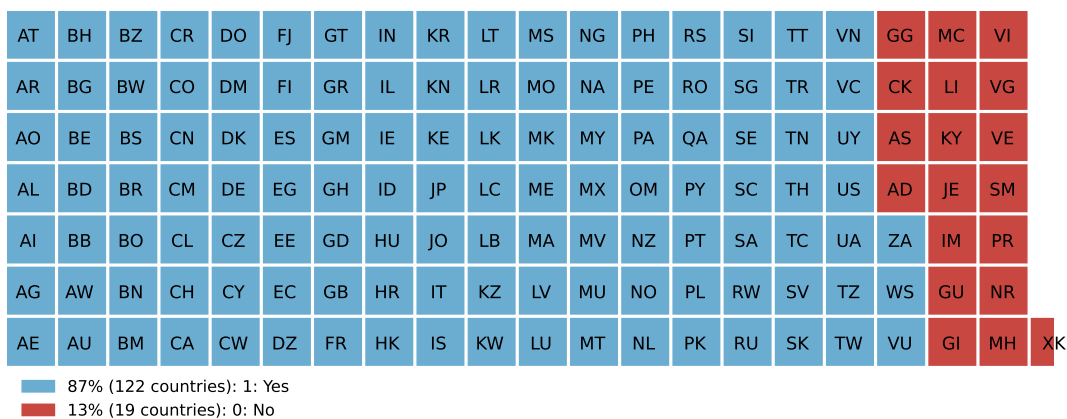 AT BH BZ CR DO FJ GT IN KR LT MS NG PH RS SI TT VN GG MC VI
AR BG BW CO DM FI GR IL KN LR MO NA PE RO SG TR VC CK LI VG
AO BE BS CN DK ES GM IE KE LK MK MY PA QA SE TN UY AS KY VE
AL BD BR CM DE EG GH ID JP LC ME MX OM PY SC TH US AD JE SM
AI BB BO CL CZ EE GD HU JO LB MA MV NZ PT SA TC UA ZA IM PR
AG AW BN CH CY EC GB HR IT KZ LV MU NO PL RW SV TZ WS GU NR
AE AU BM CA CW DZ FR HK IS KW LU MT NL PK RU SK TW VU GI MH XK
87% (122 countries): 1: Yes
13% (19 countries): 0: No